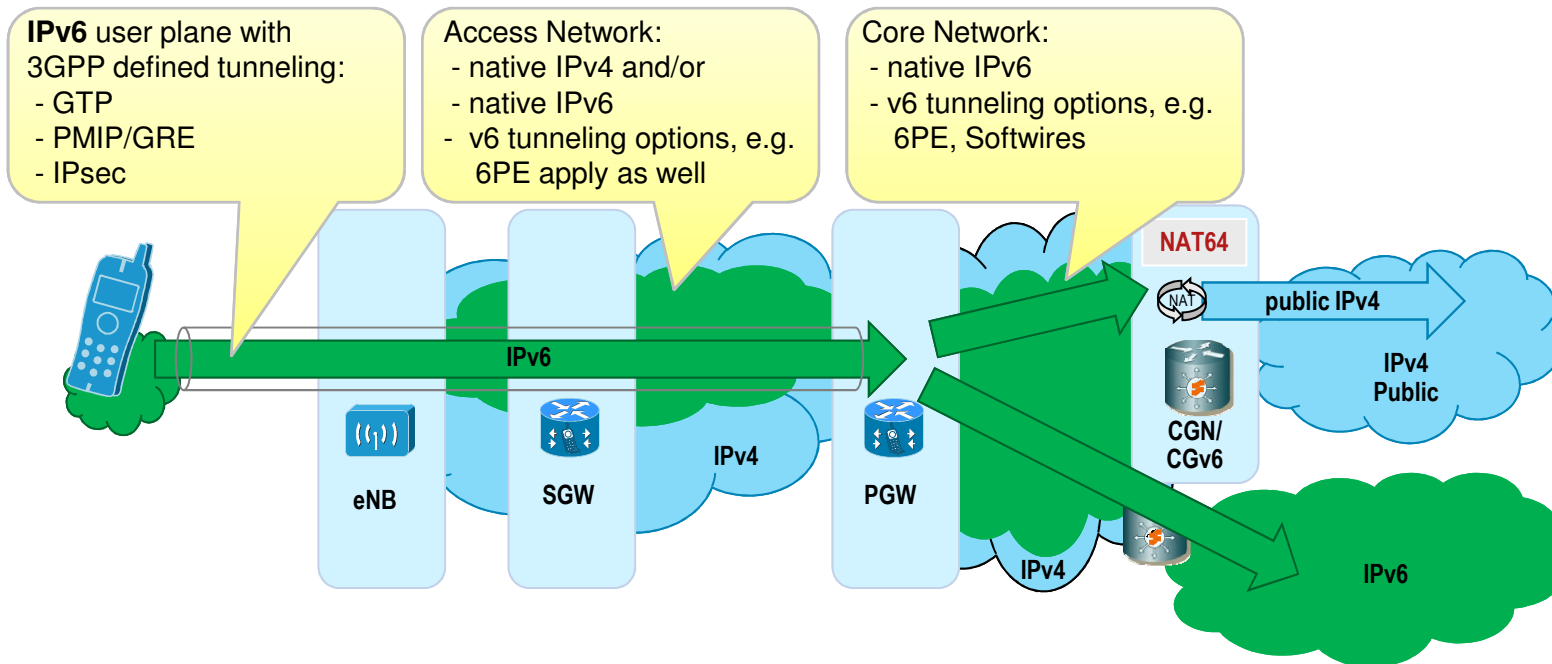 IPv6 user plane with
3GPP defined tunneling:
- GTP
- PMIP/GRE
- IPsec
Access Network:
- native IPv4 and/or
- native IPv6
- v6 tunneling options, e.g.
6PE apply as well
Core Network:
- native IPv6
- v6 tunneling options, e.g.
6PE, Softwires
NAT64
NAT
public IPv4
IPv6
IPv4
Public
CGN/
CGv6
IPv4
eNB
SGW
PGW
IPv4
IPv6